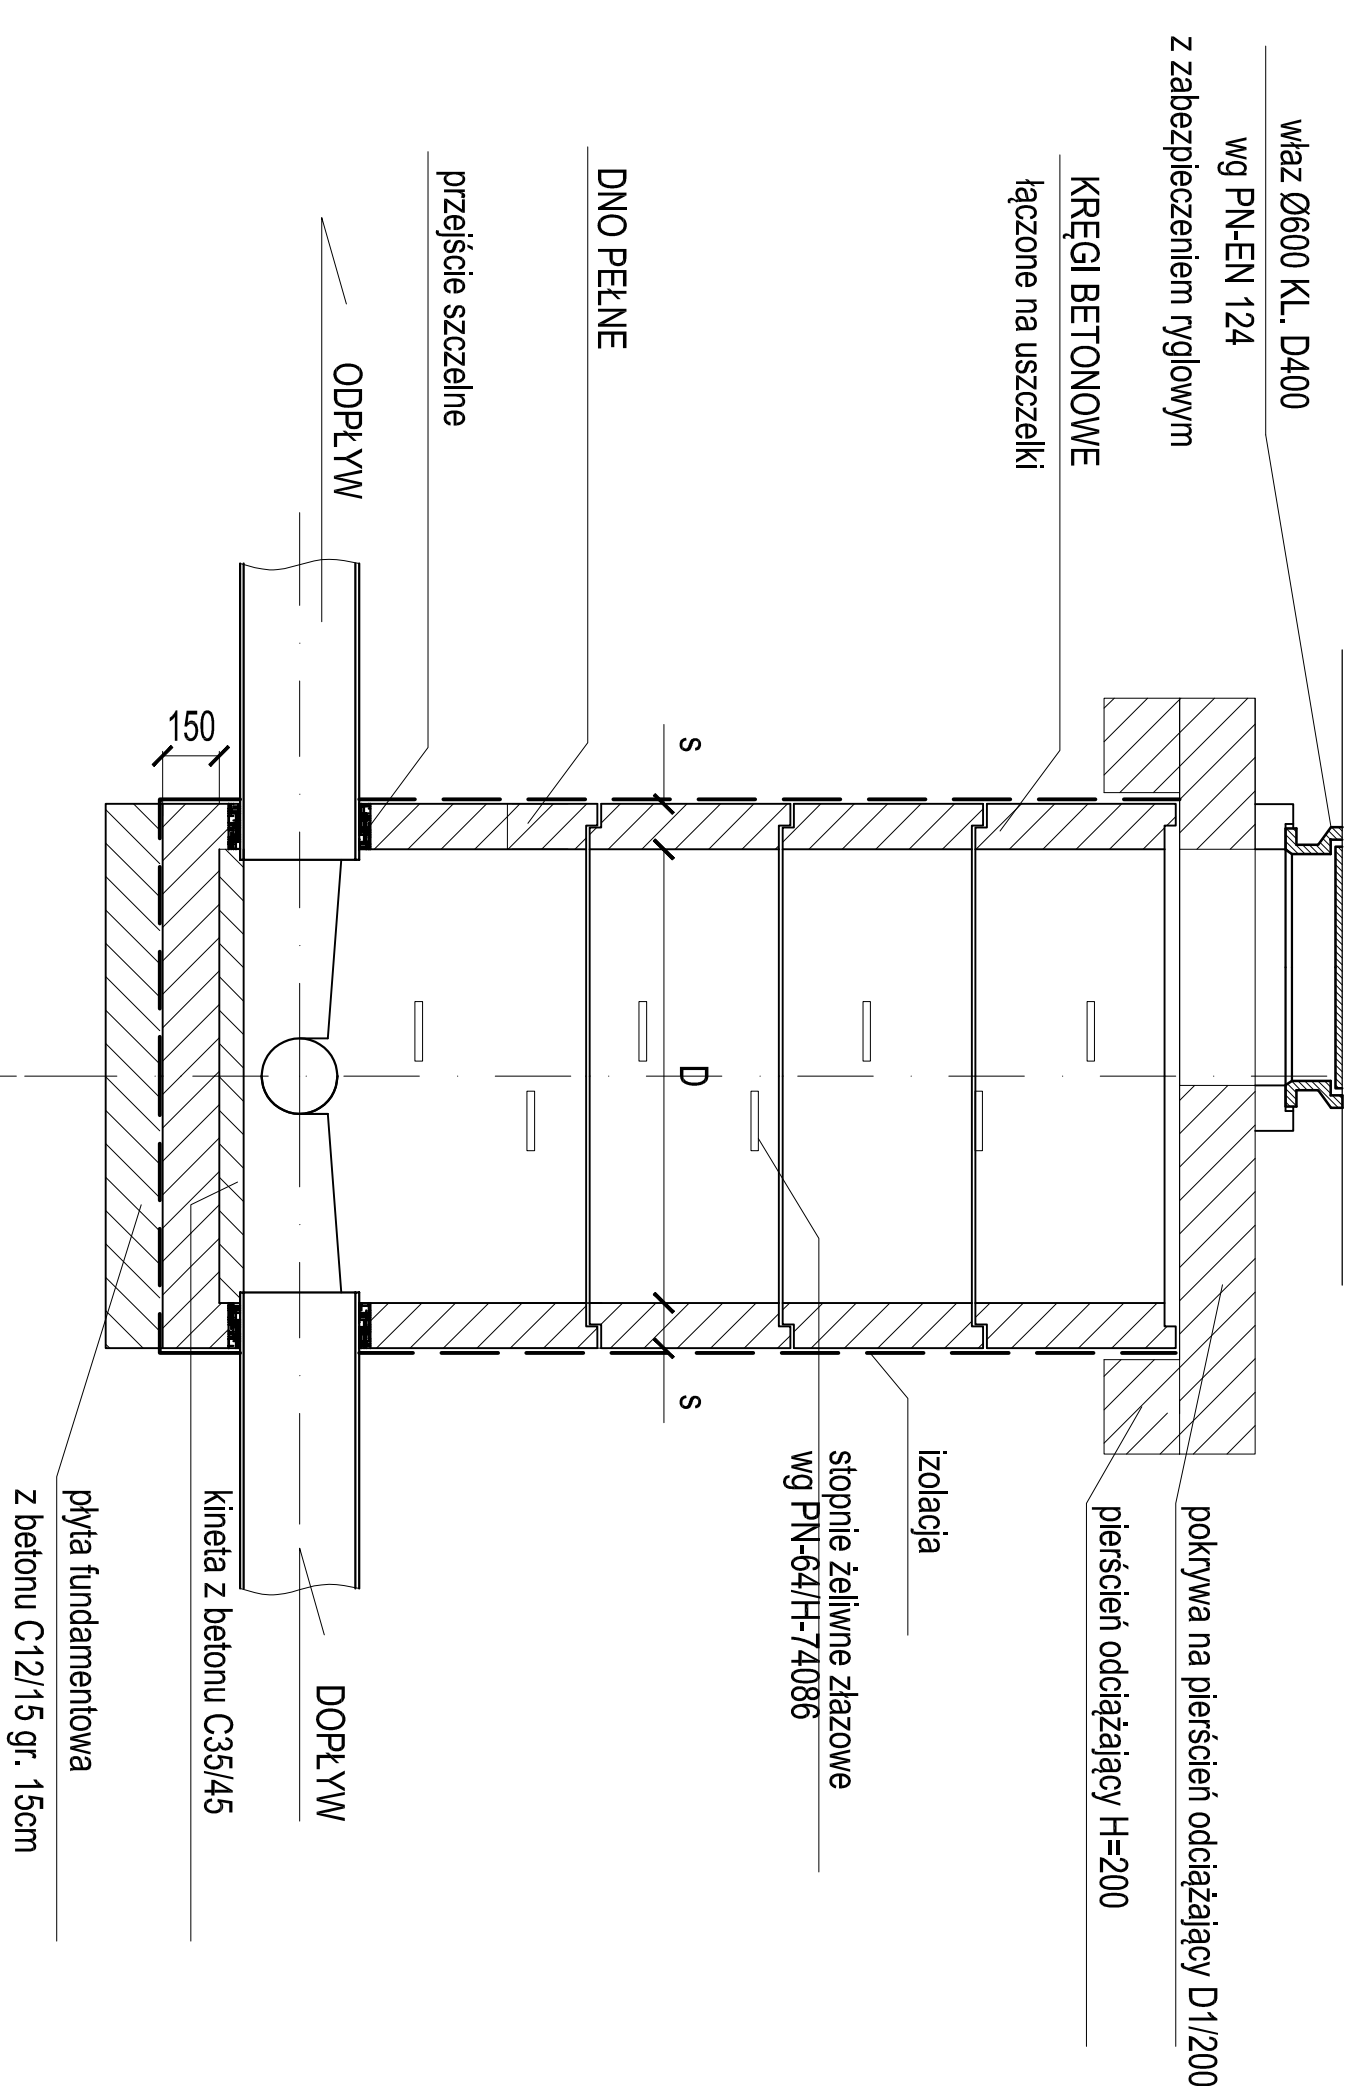 właz Ø600 KL. D400
wg PN-EN 124
z zabezpieczeniem ryglowym
KRĘGI BETONOWE
łączone na uszczelki
DNO PEŁNE
przejście szczelne
ODPŁYW
150
s
D
s
pokrywa na pierścień odciążający D1/200
pierścień odciążający H=200
izolacja
stopnie żeliwne złazowe
wg PN-64/H-74086
DOPŁYW
kineta z betonu C35/45
płyta fundamentowa
z betonu C12/15 gr. 15cm